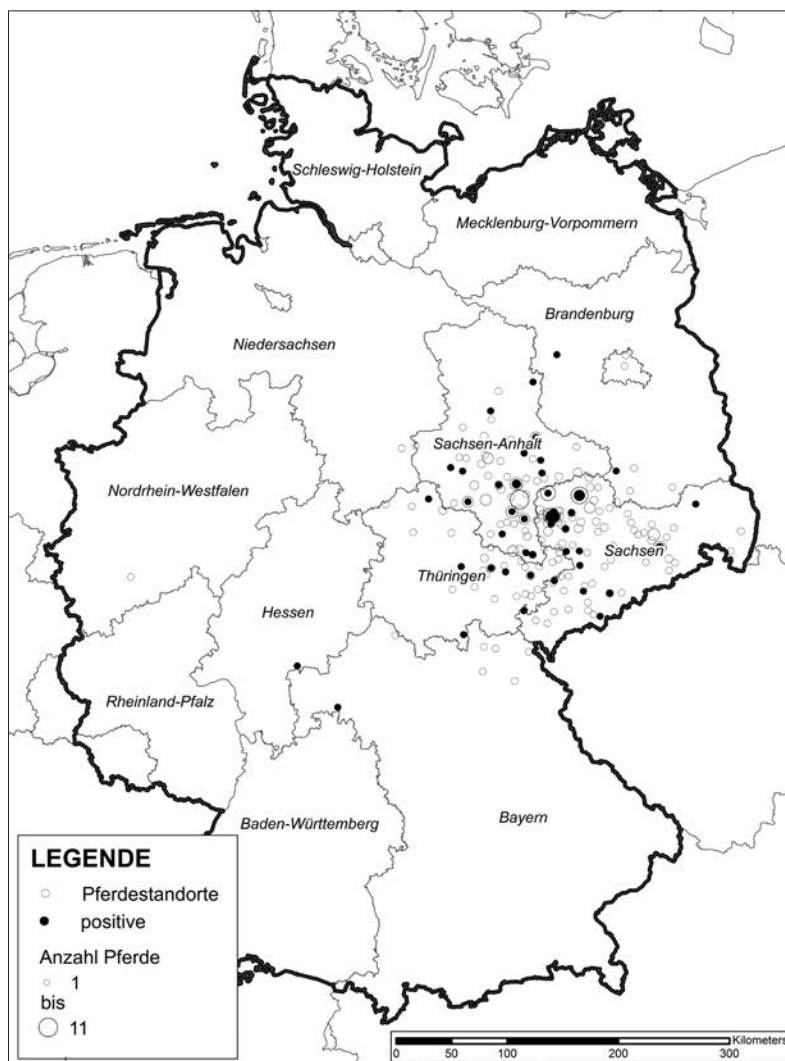 Schleswig-Holstein
Mecklenburg-Vorpommern
Brandenburg
Niedersachsen
Sachsen-Anhalt
Nordrhein-Westfalen
Sachsen
Thüringen
Hessen
Rheinland-Pfalz
Baden-Württemberg
Bayern
LEGENDE
Pferdestandorte
positive
Anzahl Pferde
1
bis
11
Kilometers
0 50 100 200 300